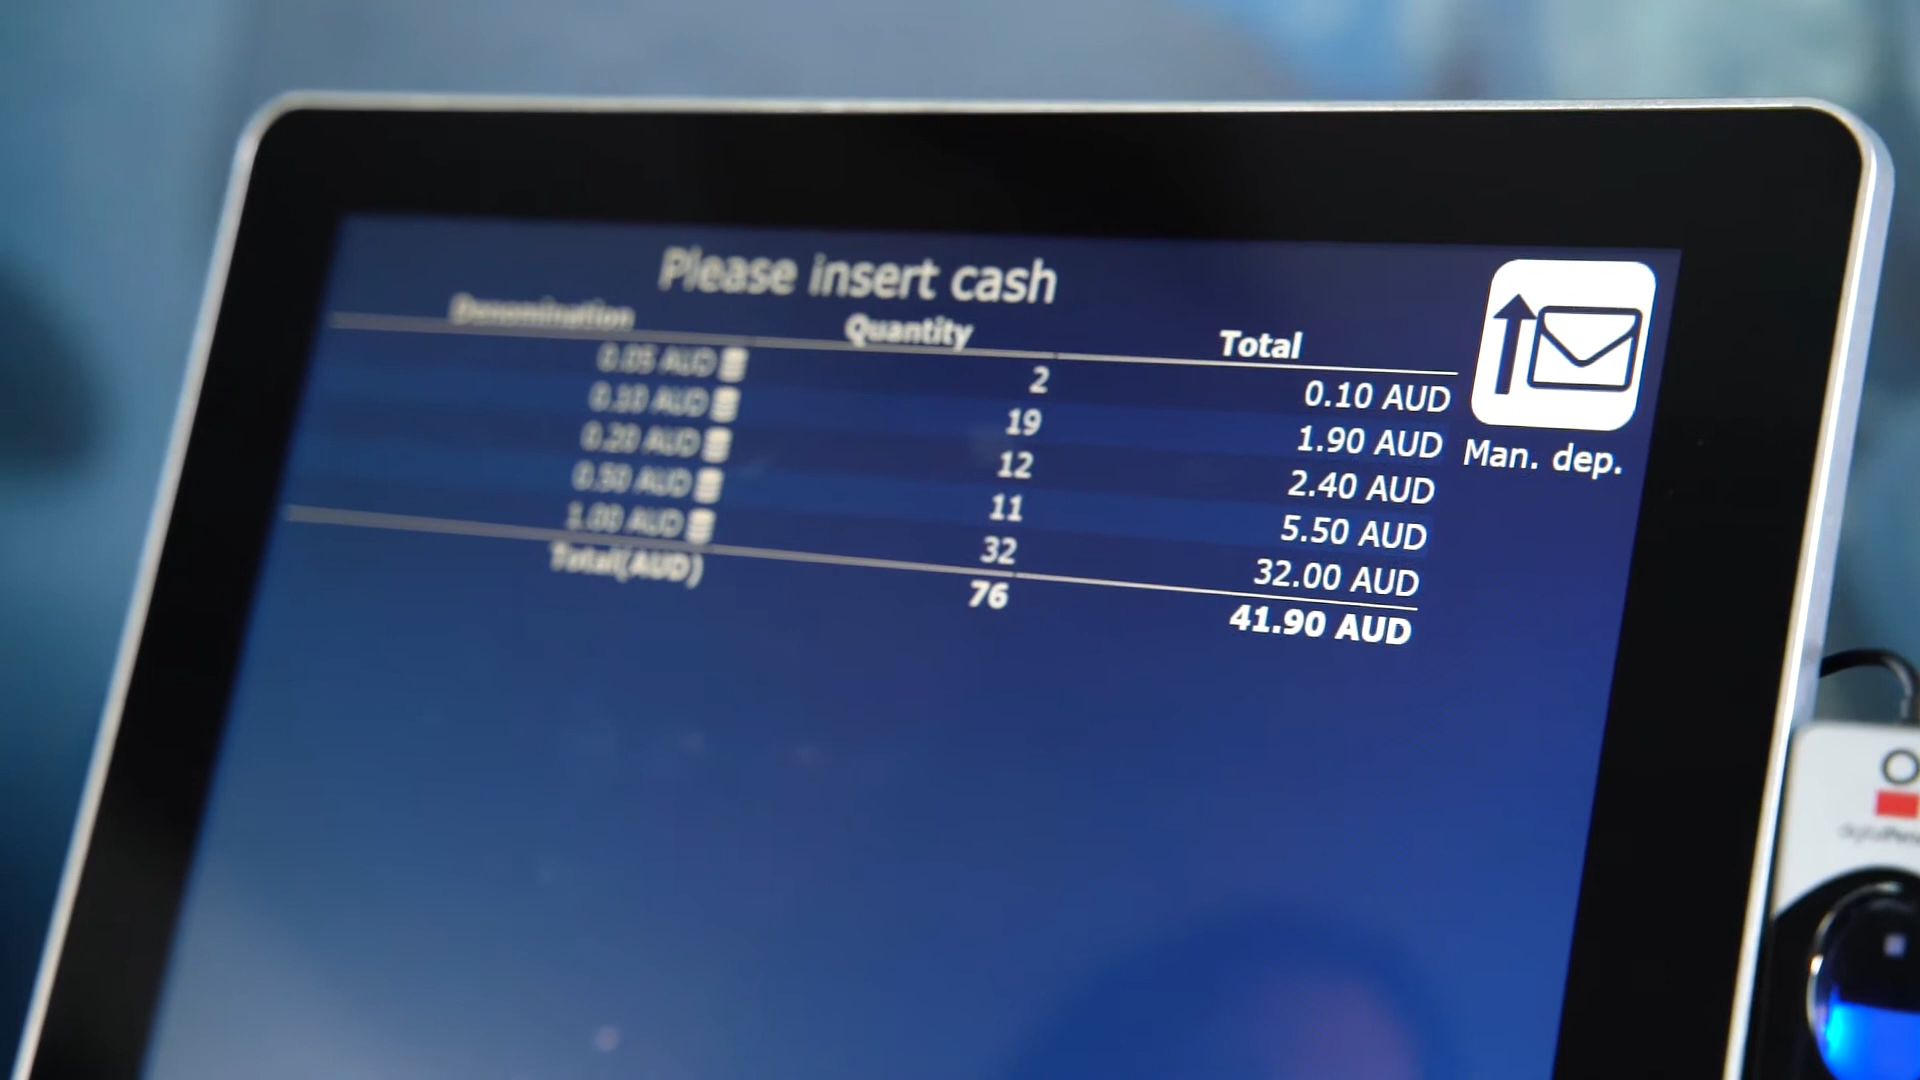 Please insert cash
Denomination Quantity Total
0.05 AUD 2 0.10 AUD
0.10 AUD 19 1.90 AUD
0.20 AUD 12 2.40 AUD
0.50 AUD 11 5.50 AUD
1.00 AUD 32 32.00 AUD
Total(AUD) 76 41.90 AUD
Man. dep.